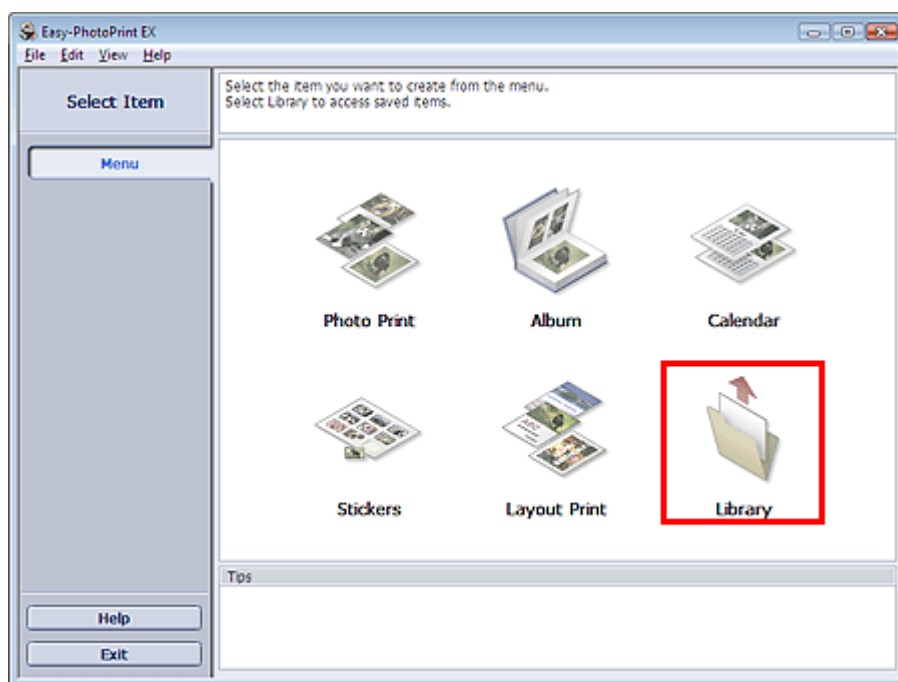 Easy-PhotoPrint EX
File Edit View Help
Select Item
Select the item you want to create from the menu.
Select Library to access saved items.
Menu
Photo Print
Album
Calendar
Stickers
Layout Print
Library
Tips
Help
Exit